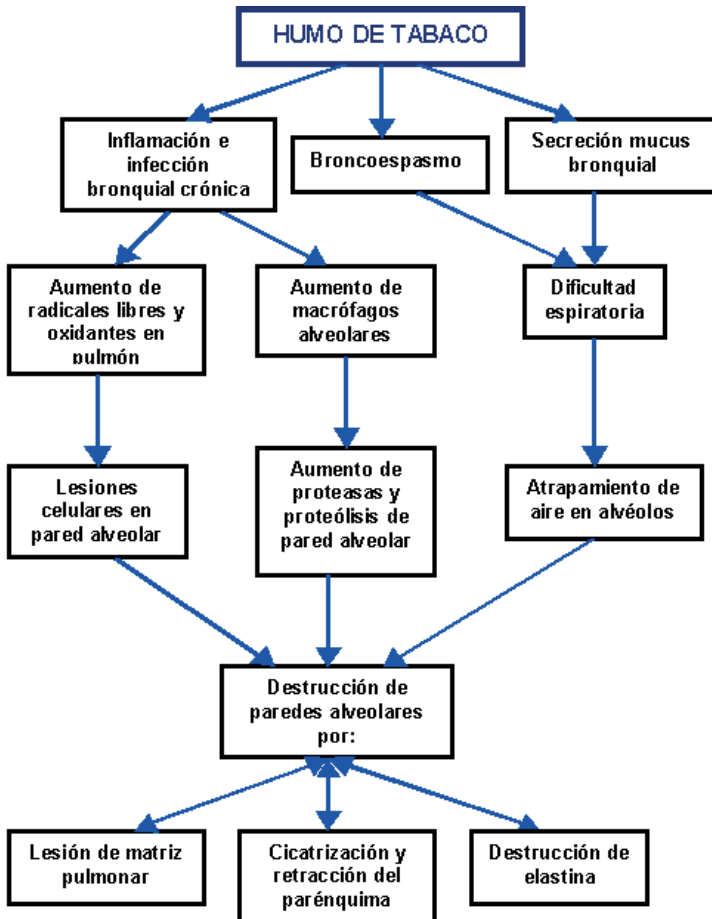 HUMO DE TABACO
Inflamación e
infección
bronquial crónica
Broncoespasmo
Secreción mucus
bronquial
Aumento de
radicales libres y
oxidantes en
pulmón
Aumento de
macrófagos
alveolares
Dificultad
espiratoria
Lesiones
celulares en
pared alveolar
Aumento de
proteasas y
proteólisis de
pared alveolar
Atrapamiento de
aire en alvéolos
Destrucción de
paredes alveolares
por:
Lesión de matriz
pulmonar
Cicatrización y
retracción del
parénquima
Destrucción de
elastina